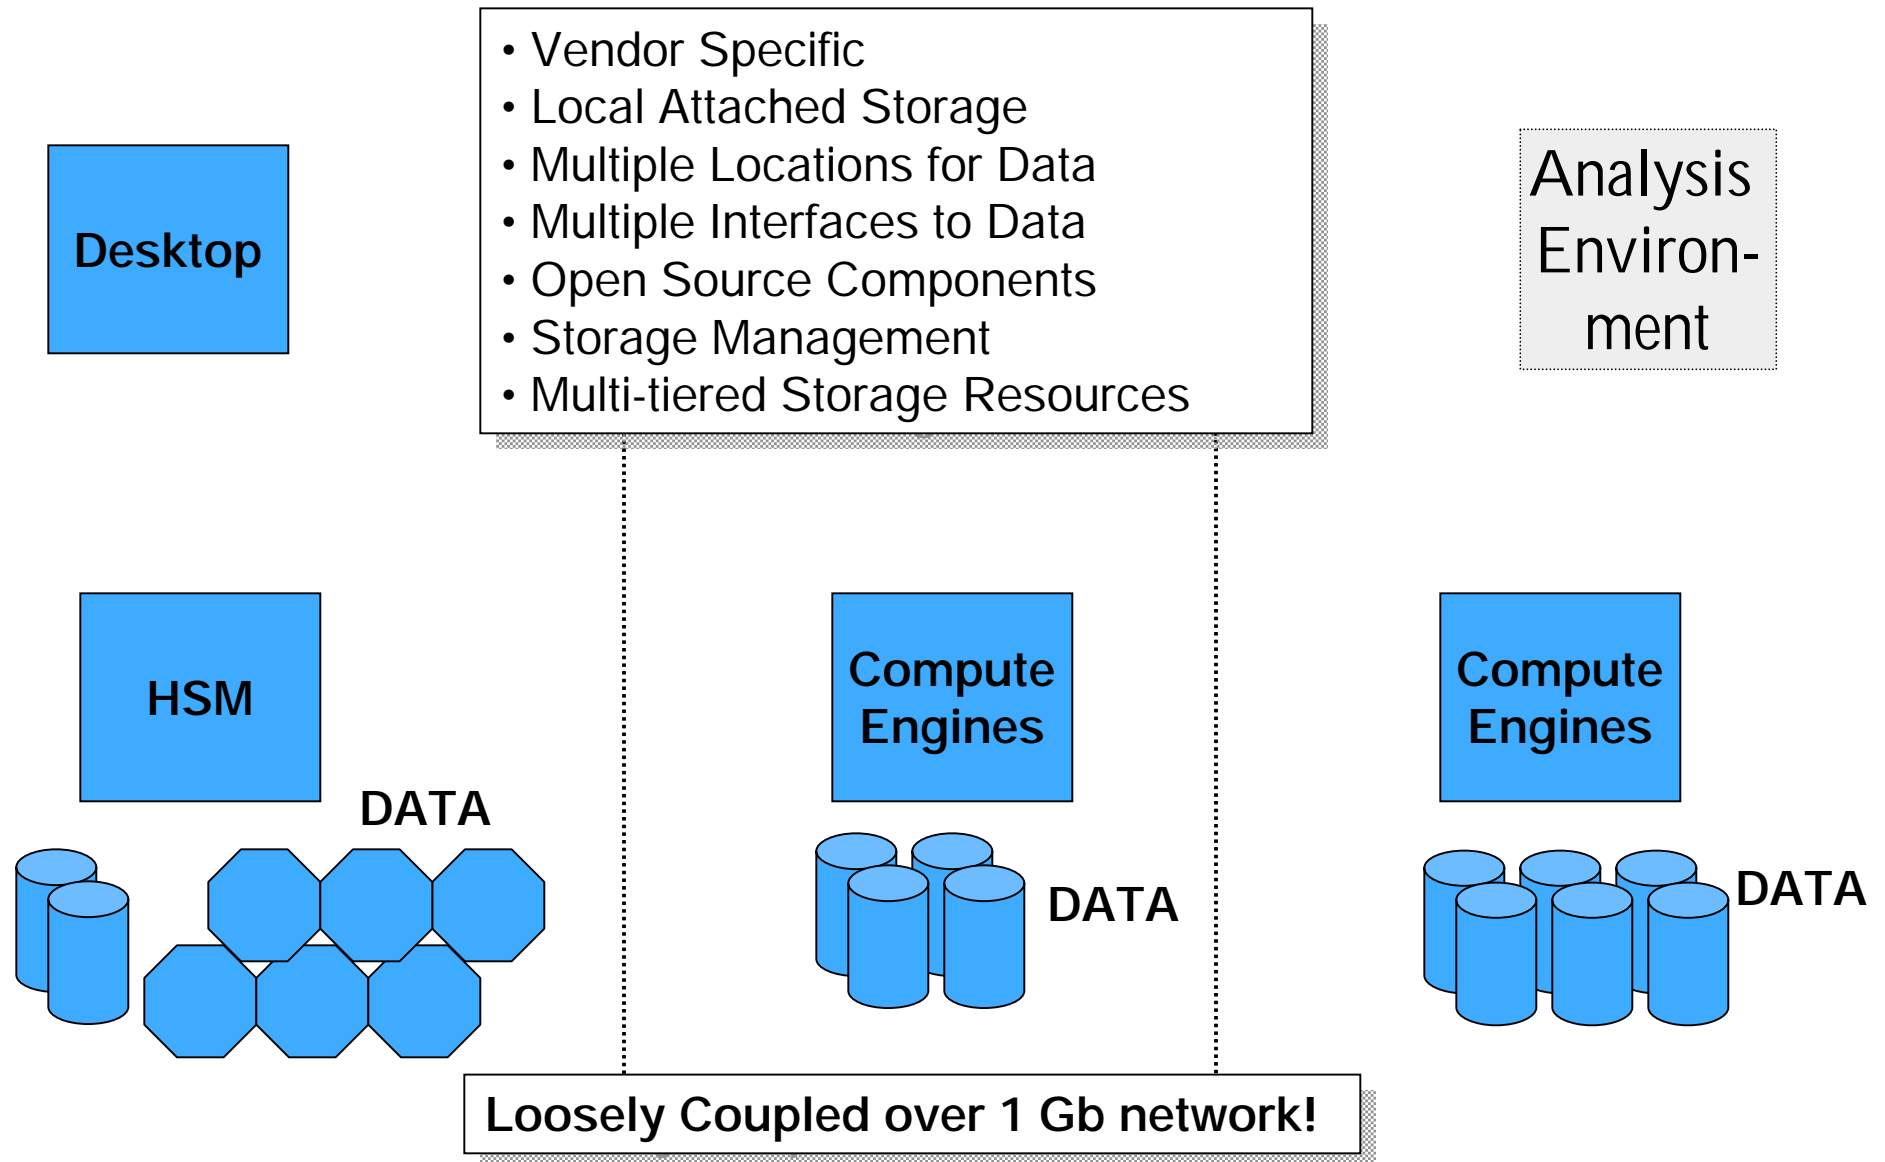 • Vendor Specific
• Local Attached Storage
• Multiple Locations for Data
• Multiple Interfaces to Data
• Open Source Components
• Storage Management
• Multi-tiered Storage Resources
Desktop
Analysis
Environ-
ment
HSM
Compute
Engines
Compute
Engines
DATA
DATA
DATA
Loosely Coupled over 1 Gb network!